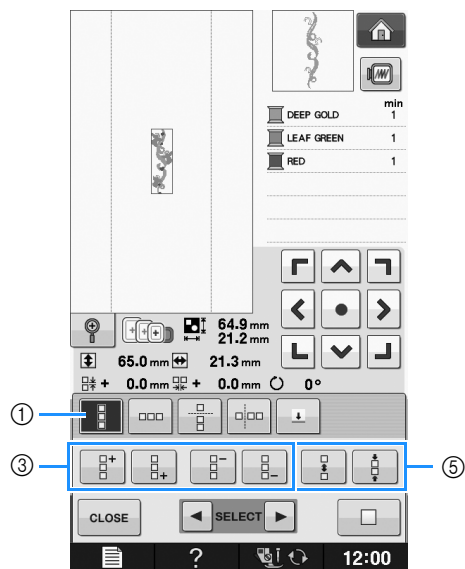 min
DEEP GOLD 1
LEAF GREEN 1
RED 1
64.9 mm
21.2 mm
65.0 mm 21.3 mm
+ 0.0 mm + 0.0 mm 0°
①
③
⑤
CLOSE SELECT
? 12:00